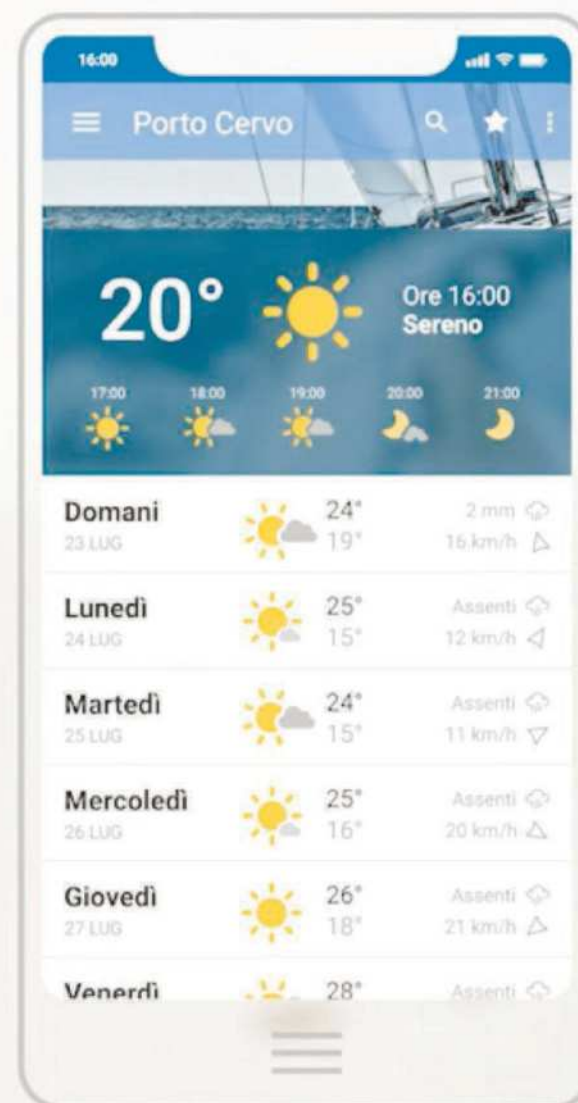 16:00
Porto Cervo
20°
Ore 16:00
Sereno
17:00 18:00 19:00 20:00 21:00
Domani 24° 2 mm
23 LUG 19° 16 km/h
Lunedì 25° Assenti
24 LUG 15° 12 km/h
Martedì 24° Assenti
25 LUG 15° 11 km/h
Mercoledì 25° Assenti
26 LUG 16° 20 km/h
Giovedì 26° Assenti
27 LUG 18° 21 km/h
Venerdì 28° Assenti